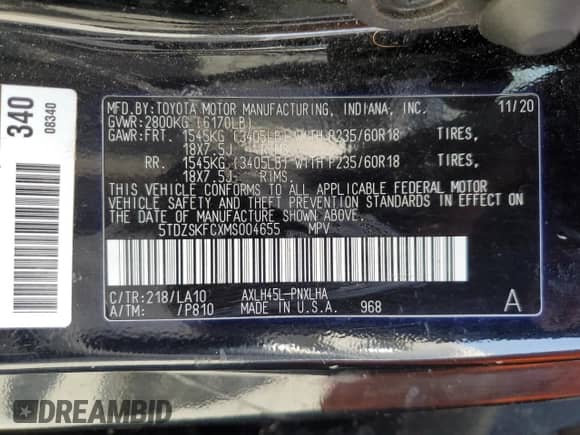 340
08340
MFD.BY:TOYOTA MOTOR MANUFACTURING, INDIANA, INC. 11/20
GVWR:2800KG (6170LB)
GAWR:FRT. 1545KG (3405LB) WITH P235/60R18 TIRES,
18X7.5J- RIMS,
RR. 1545KG (3405LB) WITH P235/60R18 TIRES,
18X7.5J- RIMS.
THIS VEHICLE CONFORMS TO ALL APPLICABLE FEDERAL MOTOR
VEHICLE SAFETY THEFT PREVENTION STANDARDS IN EFFECT ON
THE DATE OF MANUFACTURE SHOWN ABOVE.
5TDZSKFCXMS004655 MPV
C/TR:218/LA10 AXLH45L-PNXLHA
A/TM: /P810 MADE IN U.S.A. 968 A
DREAMBID